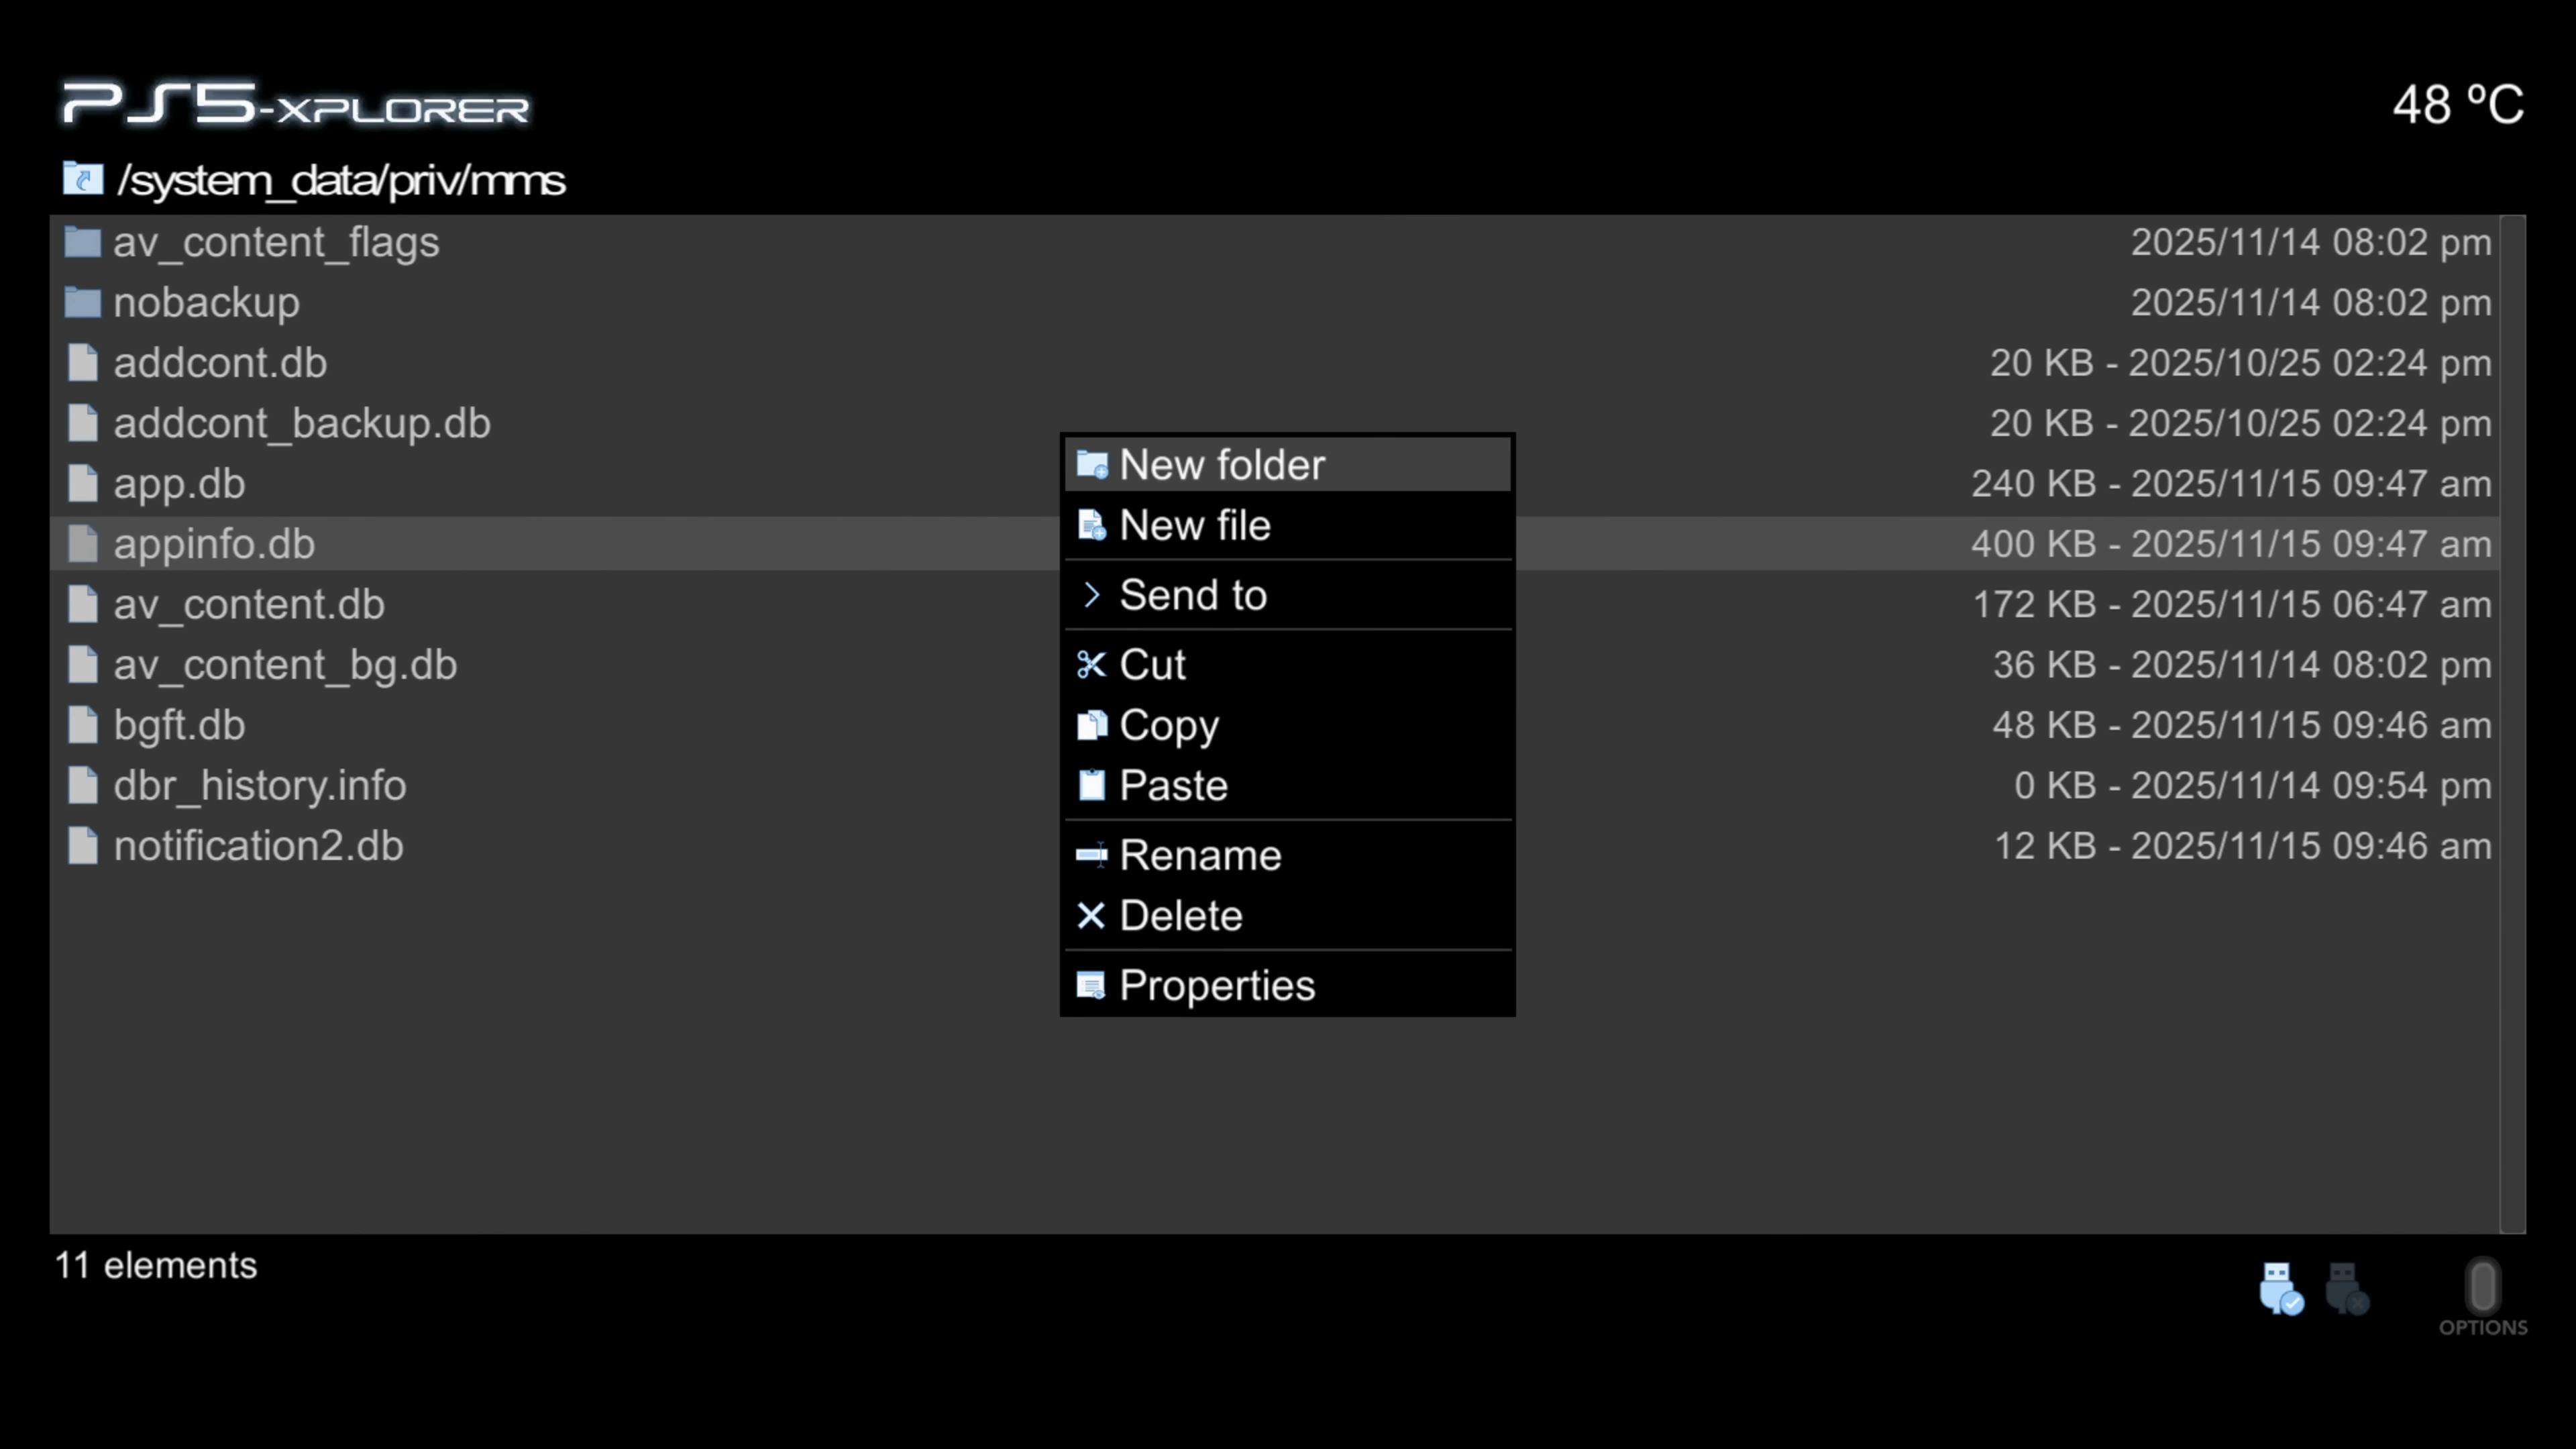 PS5-XPLORER
48 ºC
/system_data/priv/mms
av_content_flags 2025/11/14 08:02 pm
nobackup 2025/11/14 08:02 pm
addcont.db 20 KB - 2025/10/25 02:24 pm
addcont_backup.db 20 KB - 2025/10/25 02:24 pm
app.db 240 KB - 2025/11/15 09:47 am
appinfo.db 400 KB - 2025/11/15 09:47 am
av_content.db 172 KB - 2025/11/15 06:47 am
av_content_bg.db 36 KB - 2025/11/14 08:02 pm
bgft.db 48 KB - 2025/11/15 09:46 am
dbr_history.info 0 KB - 2025/11/14 09:54 pm
notification2.db 12 KB - 2025/11/15 09:46 am
New folder
New file
Send to
Cut
Copy
Paste
Rename
Delete
Properties
11 elements
OPTIONS